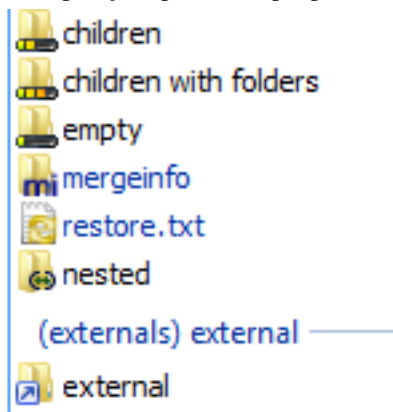 children
children with folders
empty
mergeinfo
restore.txt
nested
(externals) external
external